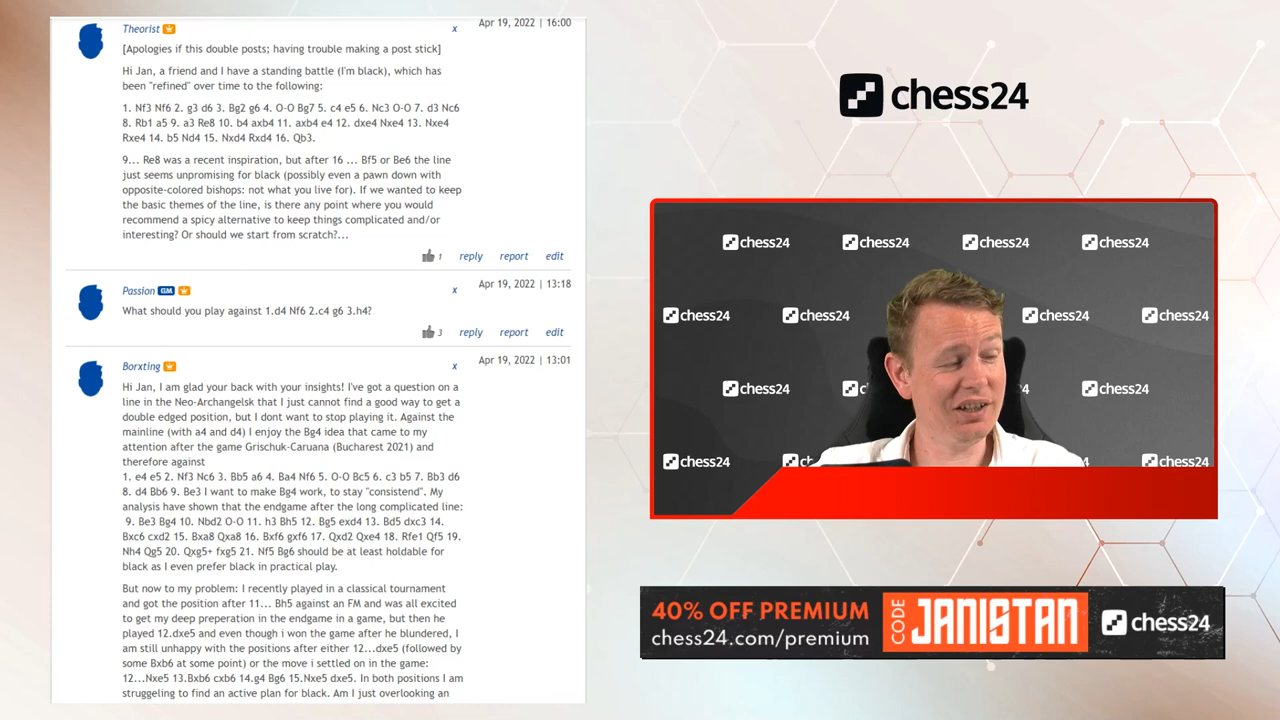 Theorist
x
Apr 19, 2022 | 16:00
[Apologies if this double posts; having trouble making a post stick]
Hi Jan, a friend and I have a standing battle (I'm black), which has
been "refined" over time to the following:
1. Nf3 Nf6 2. g3 d6 3. Bg2 g6 4. O-O Bg7 5. c4 e5 6. Nc3 O-O 7. d3 Nc6
8. Rb1 a5 9. a3 Re8 10. b4 axb4 11. axb4 e4 12. dxe4 Nxe4 13. Nxe4
Rxe4 14. b5 Nd4 15. Nxd4 Rxd4 16. Qb3.
9... Re8 was a recent inspiration, but after 16 ... Bf5 or Be6 the line
just seems unpromising for black (possibly even a pawn down with
opposite-colored bishops: not what you live for). If we wanted to keep
the basic themes of the line, is there any point where you would
recommend a spicy alternative to keep things complicated and/or
interesting? Or should we start from scratch?...
1 reply report edit
Passion GM
x
Apr 19, 2022 | 13:18
What should you play against 1.d4 Nf6 2.c4 g6 3.h4?
3 reply report edit
Borxting
x
Apr 19, 2022 | 13:01
Hi Jan, I am glad your back with your insights! I've got a question on a
line in the Neo-Archangelsk that I just cannot find a good way to get a
double edged position, but I dont want to stop playing it. Against the
mainline (with a4 and d4) I enjoy the Bg4 idea that came to my
attention after the game Grischuk-Caruana (Bucharest 2021) and
therefore against
1. e4 e5 2. Nf3 Nc6 3. Bb5 a6 4. Ba4 Nf6 5. O-O Bc5 6. c3 b5 7. Bb3 d6
8. d4 Bb6 9. Be3 I want to make Bg4 work, to stay "consistend". My
analysis have shown that the endgame after the long complicated line:
9. Be3 Bg4 10. Nbd2 O-O 11. h3 Bh5 12. Bg5 exd4 13. Bd5 dxc3 14.
Bxc6 cxd2 15. Bxa8 Qxa8 16. Bxf6 gxf6 17. Qxd2 Qxe4 18. Rfe1 Qf5 19.
Nh4 Qg5 20. Qxg5+ fxg5 21. Nf5 Bg6 should be at least holdable for
black as I even prefer black in practical play.
But now to my problem: I recently played in a classical tournament
and got the position after 11... Bh5 against an FM and was all excited
to get my deep preperation in the endgame in a game, but then he
played 12.dxe5 and even though i won the game after he blundered, I
am still unhappy with the positions after either 12...dxe5 (followed by
some Bxb6 at some point) or the move i settled on in the game:
12...Nxe5 13.Bxb6 cxb6 14.g4 Bg6 15.Nxe5 dxe5. In both positions I am
struggeling to find an active plan for black. Am I just overlooking an
chess24
chess24 chess24 chess24 chess24
chess24 chess24 chess24 chess24
chess24 chess24 chess24
chess24 chess24
40% OFF PREMIUM
chess24.com/premium
CODE
JANISTAN
chess24